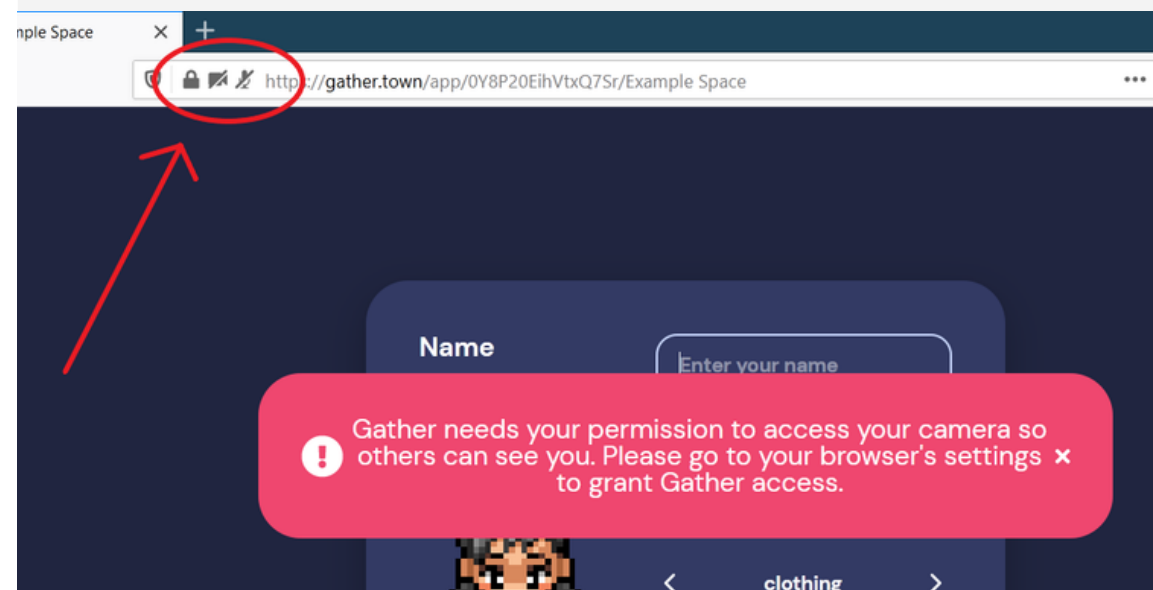 mple Space
https://gather.town/app/0Y8P20EihVtxQ7Sr/Example Space
Name
Enter your name
Gather needs your permission to access your camera so
others can see you. Please go to your browser's settings
to grant Gather access.
clothing